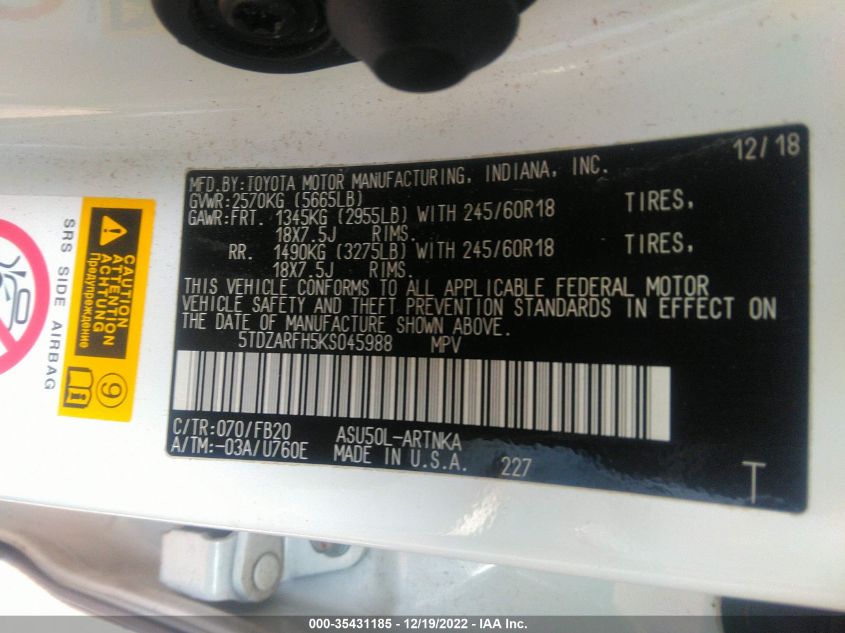 12/18
MFD.BY:TOYOTA MOTOR MANUFACTURING, INDIANA, INC.
GVWR:2570KG (5665LB)
GAWR:FRT. 1345KG (2955LB) WITH 245/60R18 TIRES,
18X7.5J RIMS.
RR. 1490KG (3275LB) WITH 245/60R18 TIRES,
18X7.5J RIMS.
THIS VEHICLE CONFORMS TO ALL APPLICABLE FEDERAL MOTOR
VEHICLE SAFETY AND THEFT PREVENTION STANDARDS IN EFFECT ON
THE DATE OF MANUFACTURE SHOWN ABOVE.
5TDZARFH5KS045988 MPV
C/TR:070/FB20 ASU50L-ARTNKA
A/TM:-03A/U760E MADE IN U.S.A. 227
T
SRS SIDE AIRBAG
CAUTION
ATTENTION
ACHTUNG
Предупреждение
9
000-35431185 - 12/19/2022 - IAA Inc.